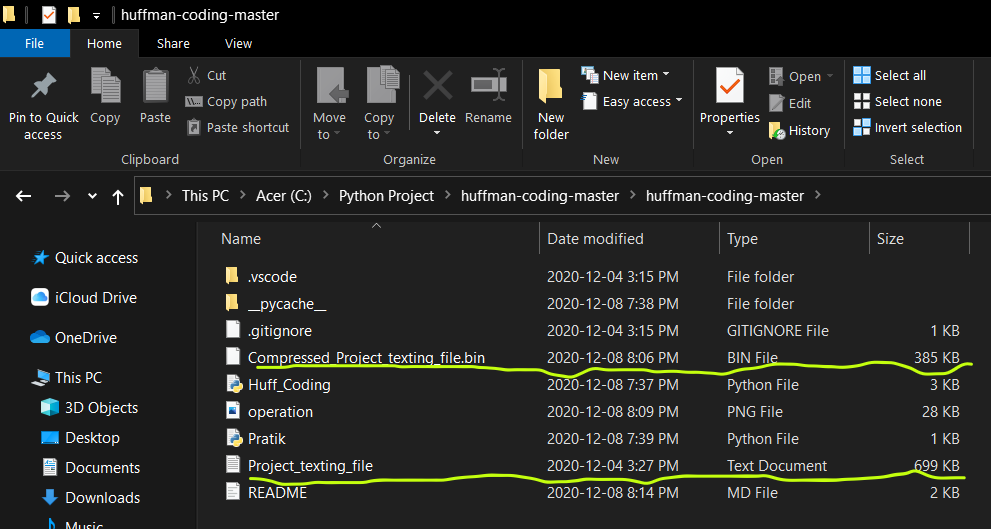 huffman-coding-master
File Home Share View
Pin to Quick access
Copy
Paste
Cut
Copy path
Paste shortcut
Clipboard
Move to
Copy to
Delete
Rename
Organize
New folder
New item
Easy access
New
Properties
Open
Edit
History
Open
Select all
Select none
Invert selection
Select
This PC > Acer (C:) > Python Project > huffman-coding-master > huffman-coding-master >
Quick access
iCloud Drive
OneDrive
This PC
3D Objects
Desktop
Documents
Downloads
Music
Name Date modified Type Size
.vscode 2020-12-04 3:15 PM File folder
__pycache__ 2020-12-08 7:38 PM File folder
.gitignore 2020-12-04 3:15 PM GITIGNORE File 1 KB
Compressed_Project_texting_file.bin 2020-12-08 8:06 PM BIN File 385 KB
Huff_Coding 2020-12-08 7:37 PM Python File 3 KB
operation 2020-12-08 8:09 PM PNG File 28 KB
Pratik 2020-12-08 7:39 PM Python File 1 KB
Project_texting_file 2020-12-04 3:27 PM Text Document 699 KB
README 2020-12-08 8:14 PM MD File 2 KB